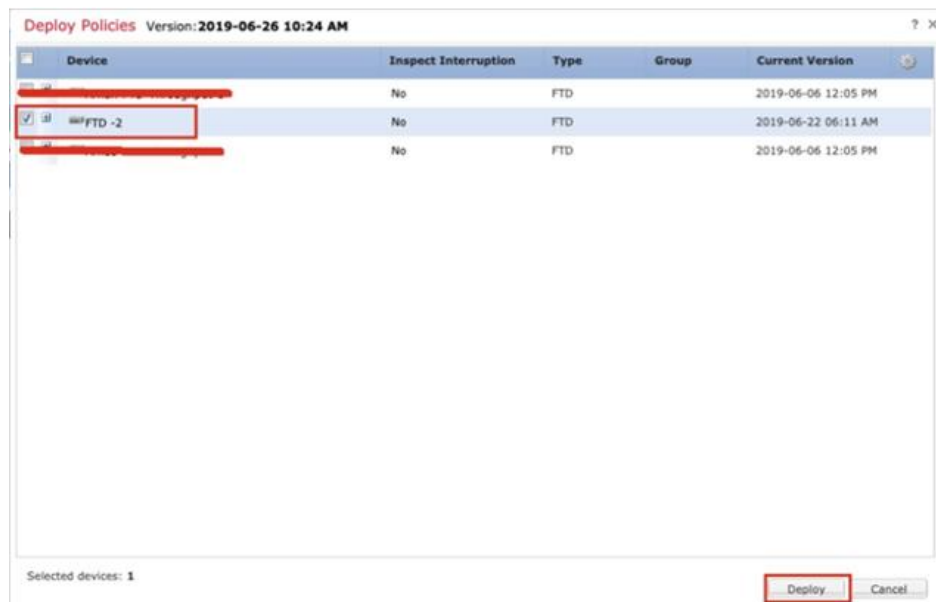 Deploy Policies Version:2019-06-26 10:24 AM ? X
Device Inspect Interruption Type Group Current Version
No FTD 2019-06-06 12:05 PM
FTD -2 No FTD 2019-06-22 06:11 AM
No FTD 2019-06-06 12:05 PM
Selected devices: 1
Deploy Cancel